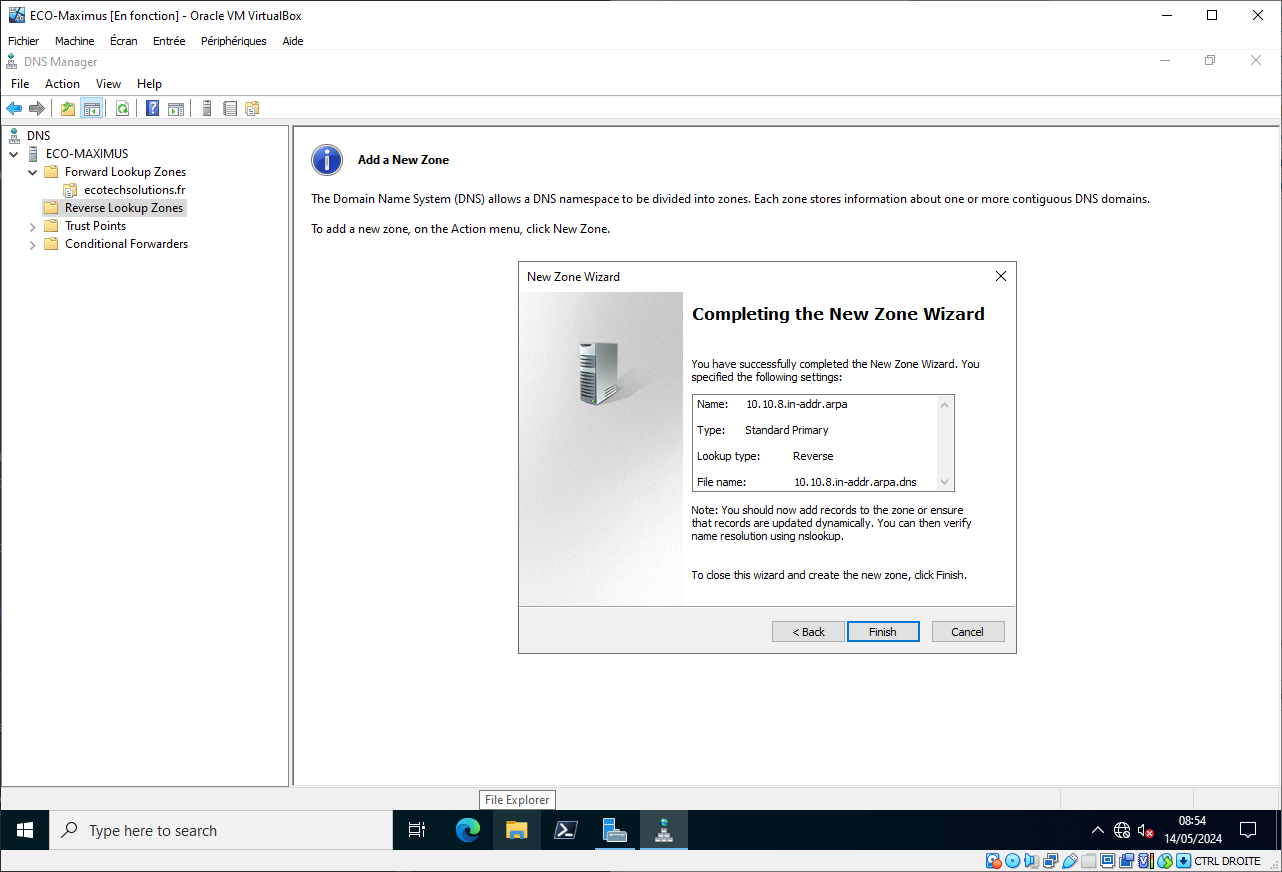 ECO-Maximus [En fonction] - Oracle VM VirtualBox
Fichier Machine Écran Entrée Périphériques Aide
DNS Manager
File Action View Help
DNS
ECO-MAXIMUS
Forward Lookup Zones
ecotechsolutions.fr
Reverse Lookup Zones
Trust Points
Conditional Forwarders
Add a New Zone
The Domain Name System (DNS) allows a DNS namespace to be divided into zones. Each zone stores information about one or more contiguous DNS domains.
To add a new zone, on the Action menu, click New Zone.
New Zone Wizard
Completing the New Zone Wizard
You have successfully completed the New Zone Wizard. You
specified the following settings:
Name: 10.10.8.in-addr.arpa
Type: Standard Primary
Lookup type: Reverse
File name: 10.10.8.in-addr.arpa.dns
Note: You should now add records to the zone or ensure
that records are updated dynamically. You can then verify
name resolution using nslookup.
To close this wizard and create the new zone, click Finish.
< Back Finish Cancel
File Explorer
Type here to search
08:54
14/05/2024
CTRL DROITE